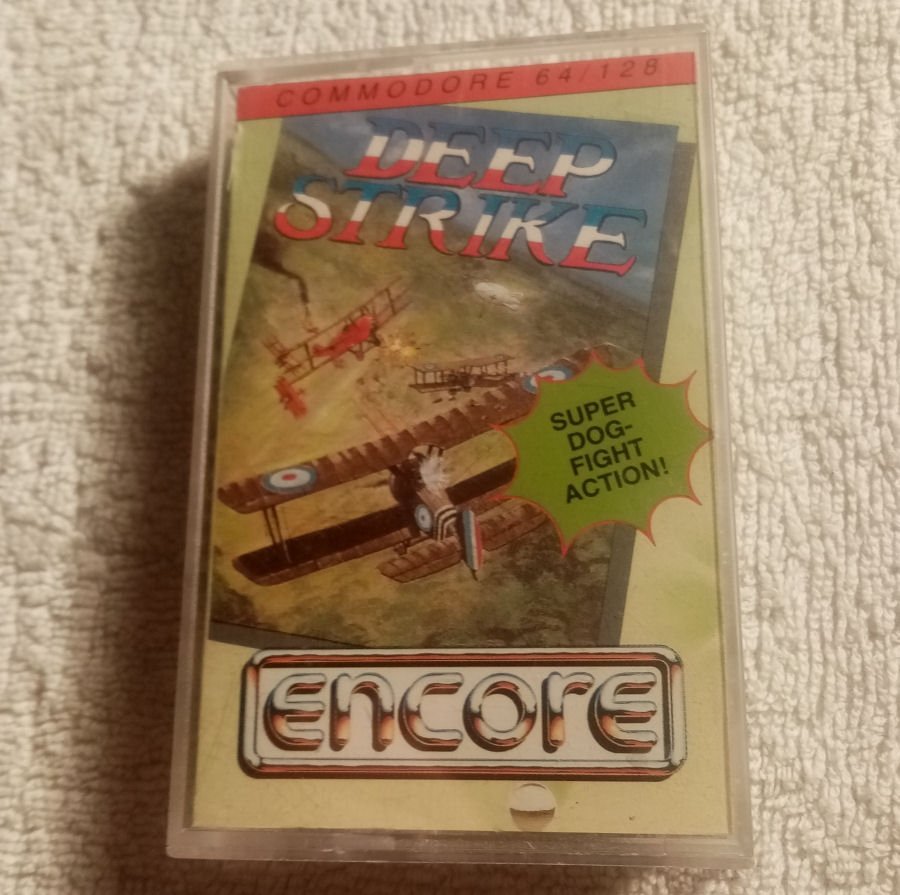 COMMODORE 64/128
DEEP
STRIKE
SUPER
DOG-
FIGHT
ACTION!
encore